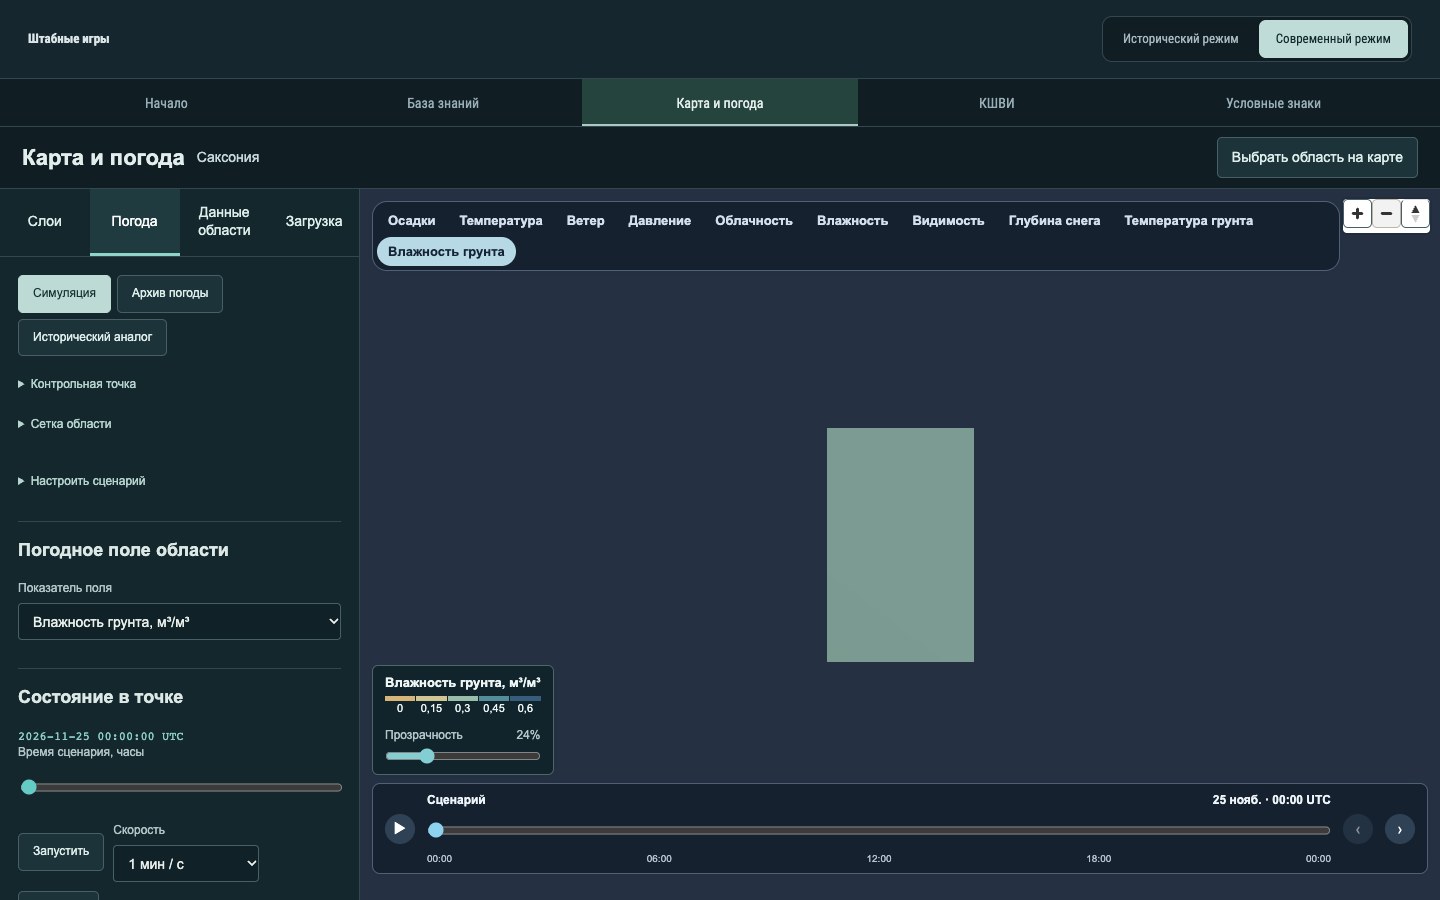 Штабные игры
Исторический режим
Современный режим
Начало
База знаний
Карта и погода
КШВИ
Условные знаки
Карта и погода
Саксония
Выбрать область на карте
Слои
Погода
Данные
области
Загрузка
Симуляция
Архив погоды
Исторический аналог
Контрольная точка
Сетка области
Настроить сценарий
Погодное поле области
Показатель поля
Влажность грунта, м³/м³
Состояние в точке
2026-11-25 00:00:00 UTC
Время сценария, часы
Запустить
Скорость
1 мин / с
Осадки
Температура
Ветер
Давление
Облачность
Влажность
Видимость
Глубина снега
Температура грунта
Влажность грунта
Влажность грунта, м³/м³
0
0,15
0,3
0,45
0,6
Прозрачность
24%
Сценарий
25 нояб. · 00:00 UTC
00:00
06:00
12:00
18:00
00:00